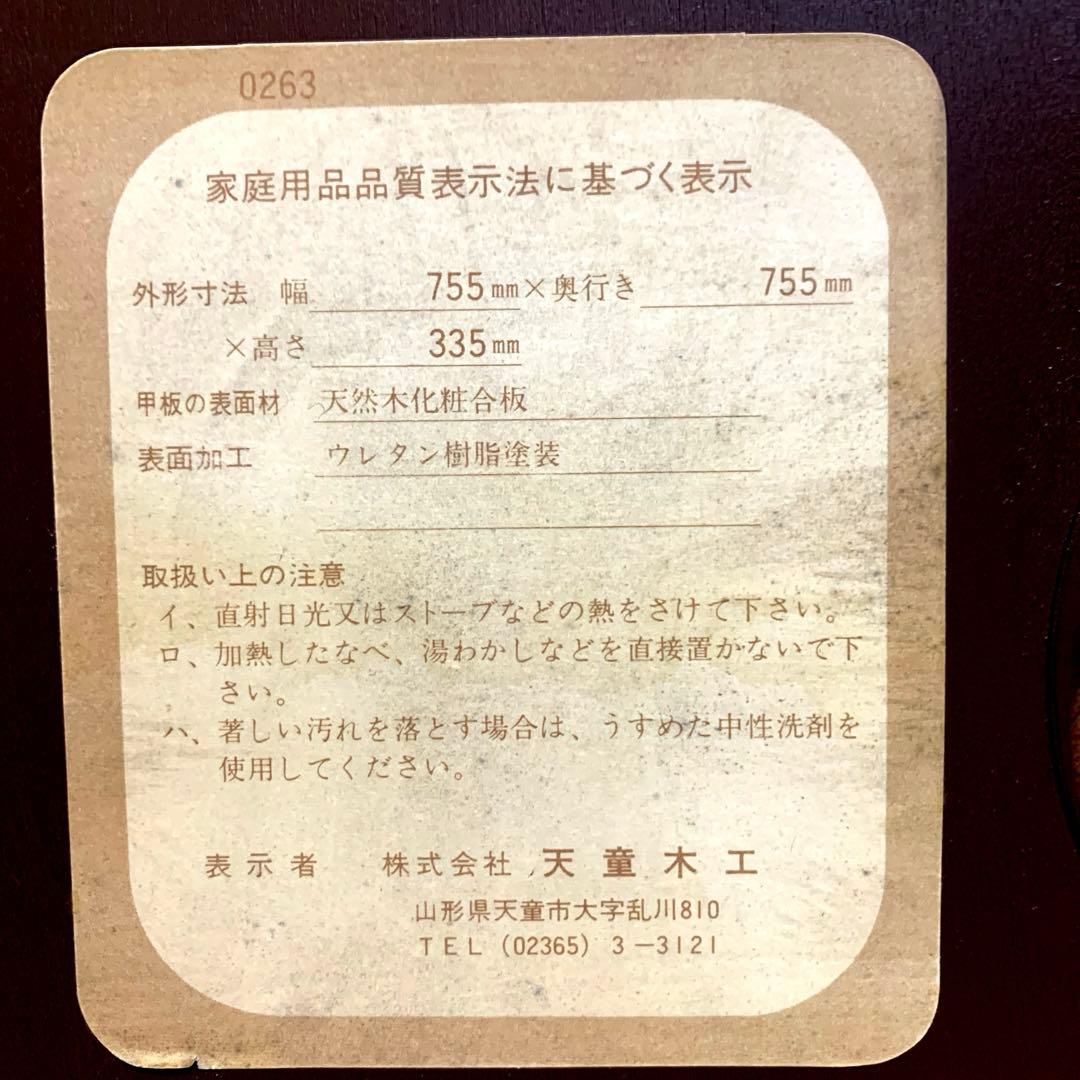 0263
家庭用品品質表示法に基づく表示
外形寸法 幅 755mm×奥行き 755mm
×高さ 335mm
甲板の表面材 天然木化粧合板
表面加工 ウレタン樹脂塗装
取扱い上の注意
イ、直射日光又はストーブなどの熱をさけて下さい。
ロ、加熱したなべ、湯わかしなどを直接置かないで下
さい。
ハ、著しい汚れを落とす場合は、うすめた中性洗剤を
使用してください。
表示者 株式会社 天童木工
山形県天童市大字乱川810
TEL (02365) 3-3121